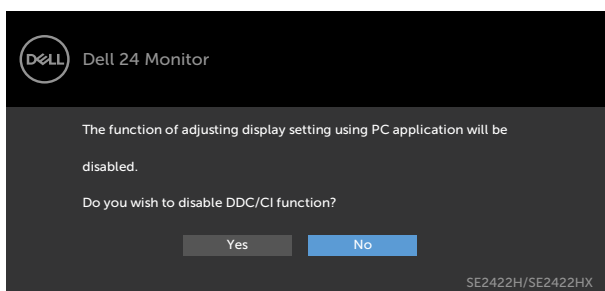 DELL
Dell 24 Monitor
The function of adjusting display setting using PC application will be
disabled.
Do you wish to disable DDC/CI function?
Yes
No
SE2422H/SE2422HX